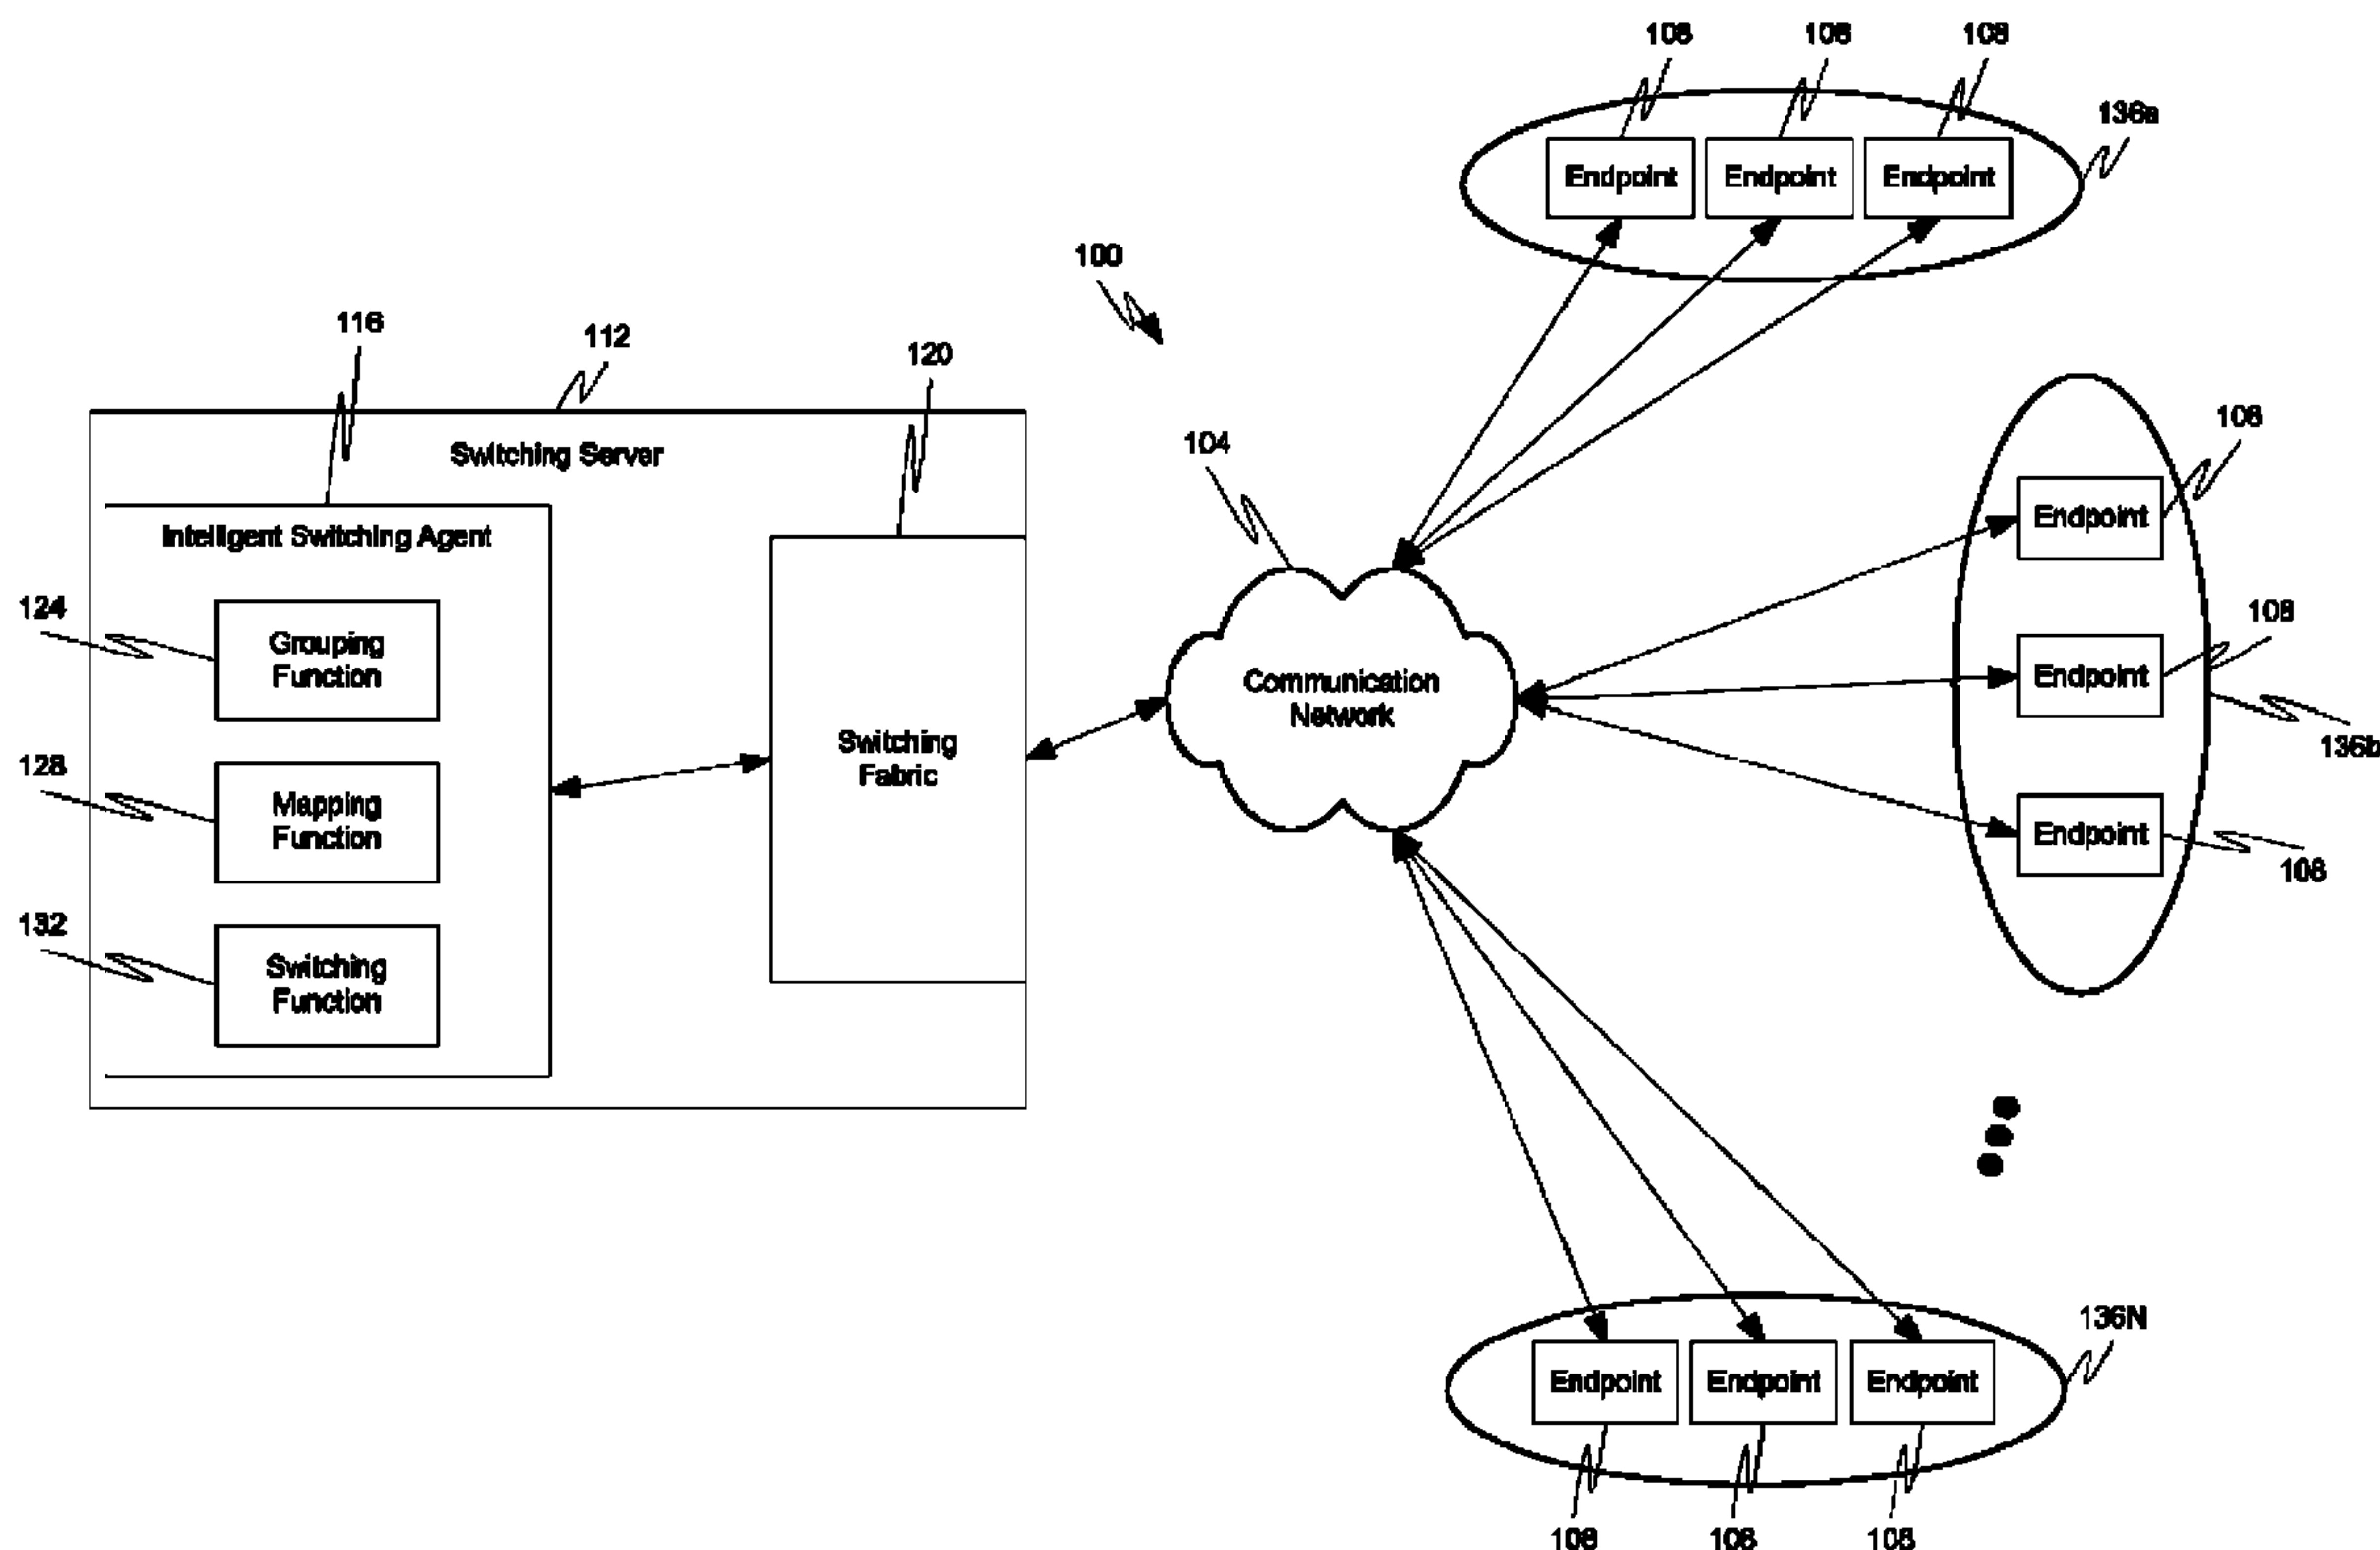 108 108 108
136a
Endpoint Endpoint Endpoint
100
116
112
120
Switching Server
104
108
Endpoint
Intelligent Switching Agent
124
Grouping
Function
108
Endpoint
Communication
Network
136b
Switching
Fabric
128
Mapping
Function
Endpoint
108
132
Switching
Function
136N
Endpoint Endpoint Endpoint
108 108 108